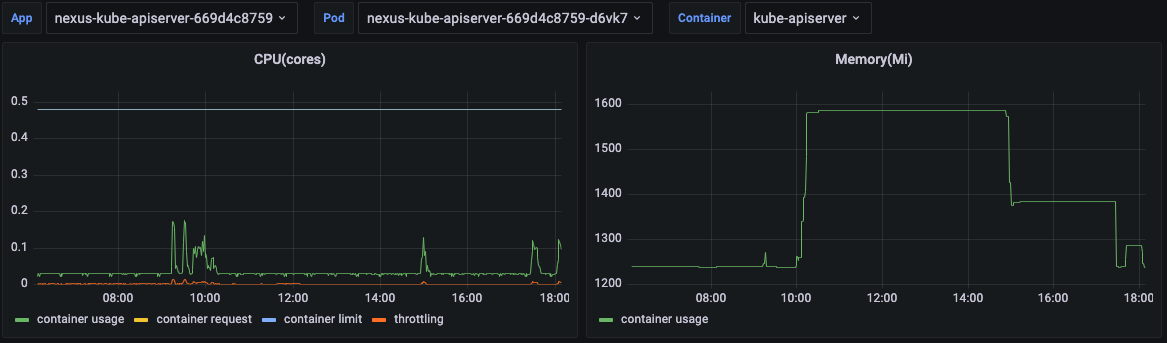 App nexus-kube-apiserver-669d4c8759 Pod nexus-kube-apiserver-669d4c8759-d6vk7 Container kube-apiserver
CPU(cores)
0.5
0.4
0.3
0.2
0.1
0
08:00 10:00 12:00 14:00 16:00 18:00
container usage container request container limit throttling
Memory(Mi)
1600
1500
1400
1300
1200
08:00 10:00 12:00 14:00 16:00 18:00
container usage